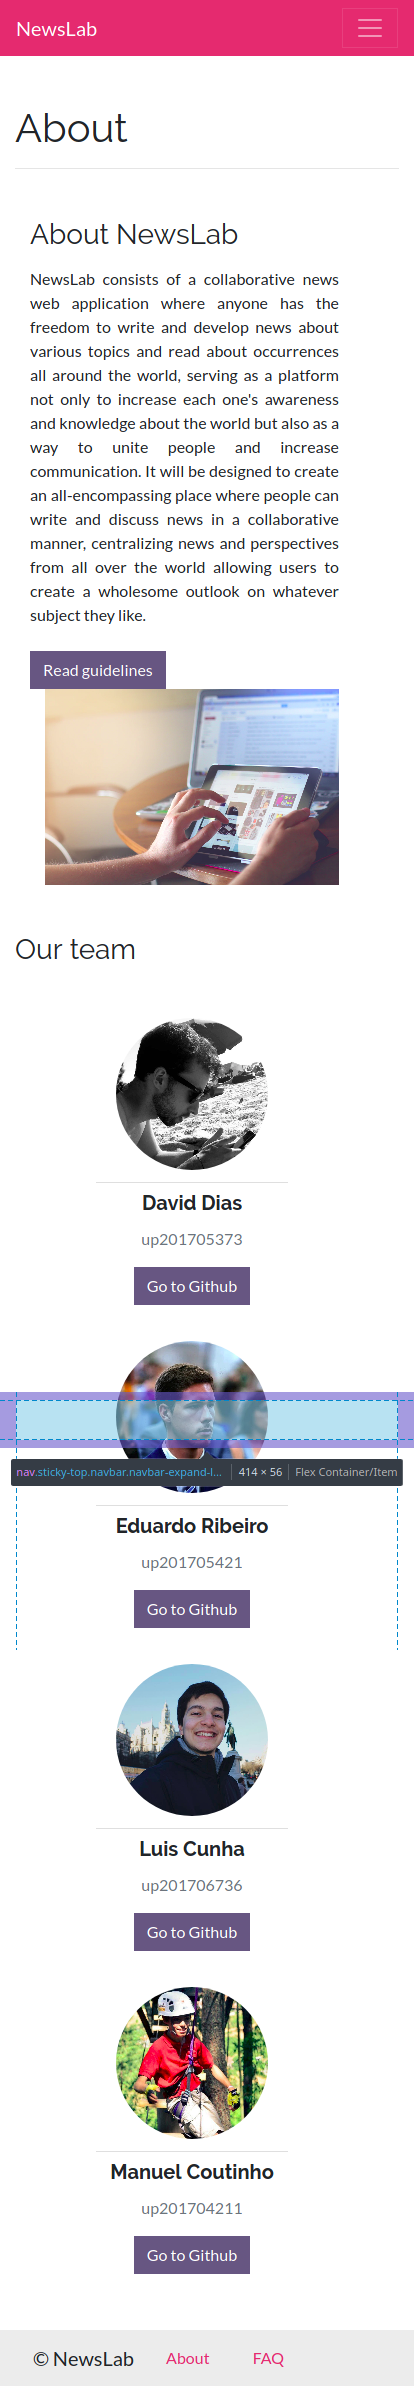 NewsLab
About
About NewsLab
NewsLab consists of a collaborative news
web application where anyone has the
freedom to write and develop news about
various topics and read about occurrences
all around the world, serving as a platform
not only to increase each one's awareness
and knowledge about the world but also as a
way to unite people and increase
communication. It will be designed to create
an all-encompassing place where people can
write and discuss news in a collaborative
manner, centralizing news and perspectives
from all over the world allowing users to
create a wholesome outlook on whatever
subject they like.
Read guidelines
Our team
David Dias
up201705373
Go to Github
nav.sticky-top.navbar.navbar-expand-l... 414 × 56 Flex Container/Item
Eduardo Ribeiro
up201705421
Go to Github
Luis Cunha
up201706736
Go to Github
Manuel Coutinho
up201704211
Go to Github
© NewsLab About FAQ